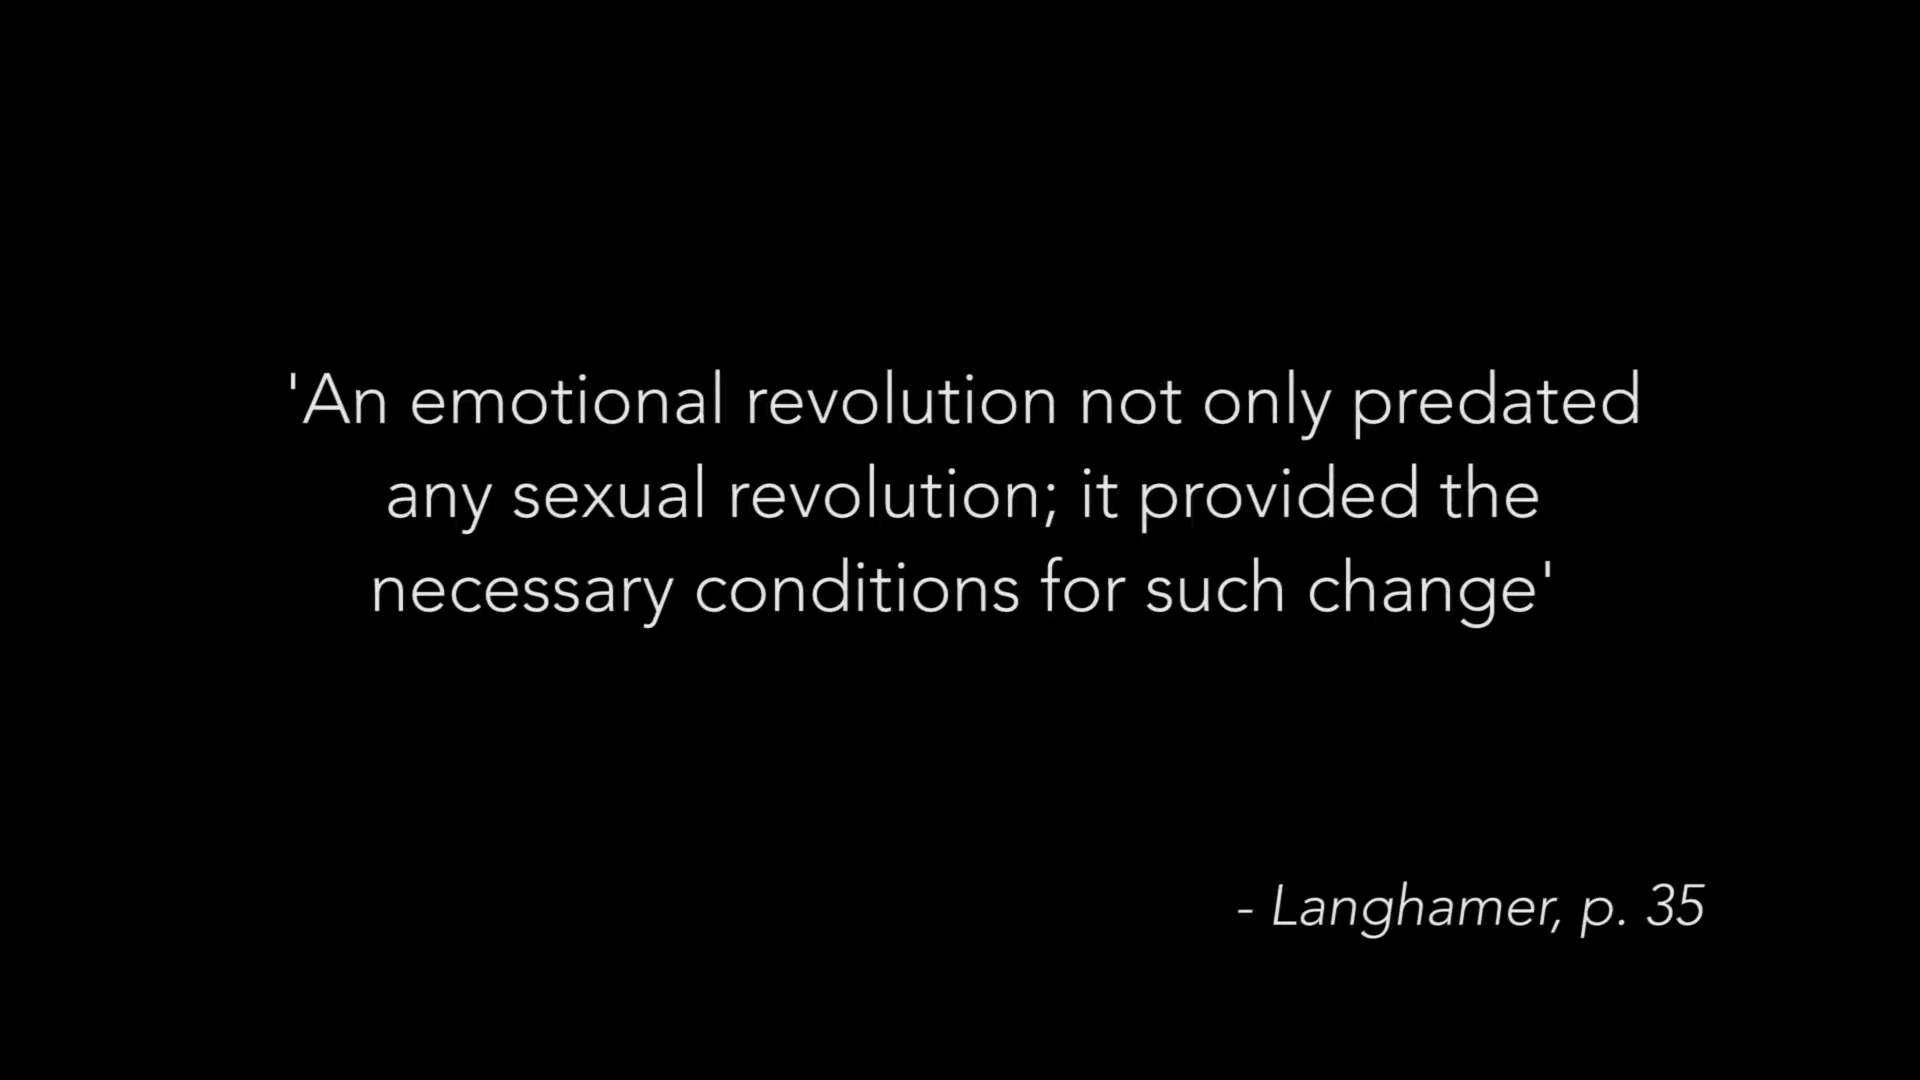 'An emotional revolution not only predated
any sexual revolution; it provided the
necessary conditions for such change'
- Langhamer, p. 35